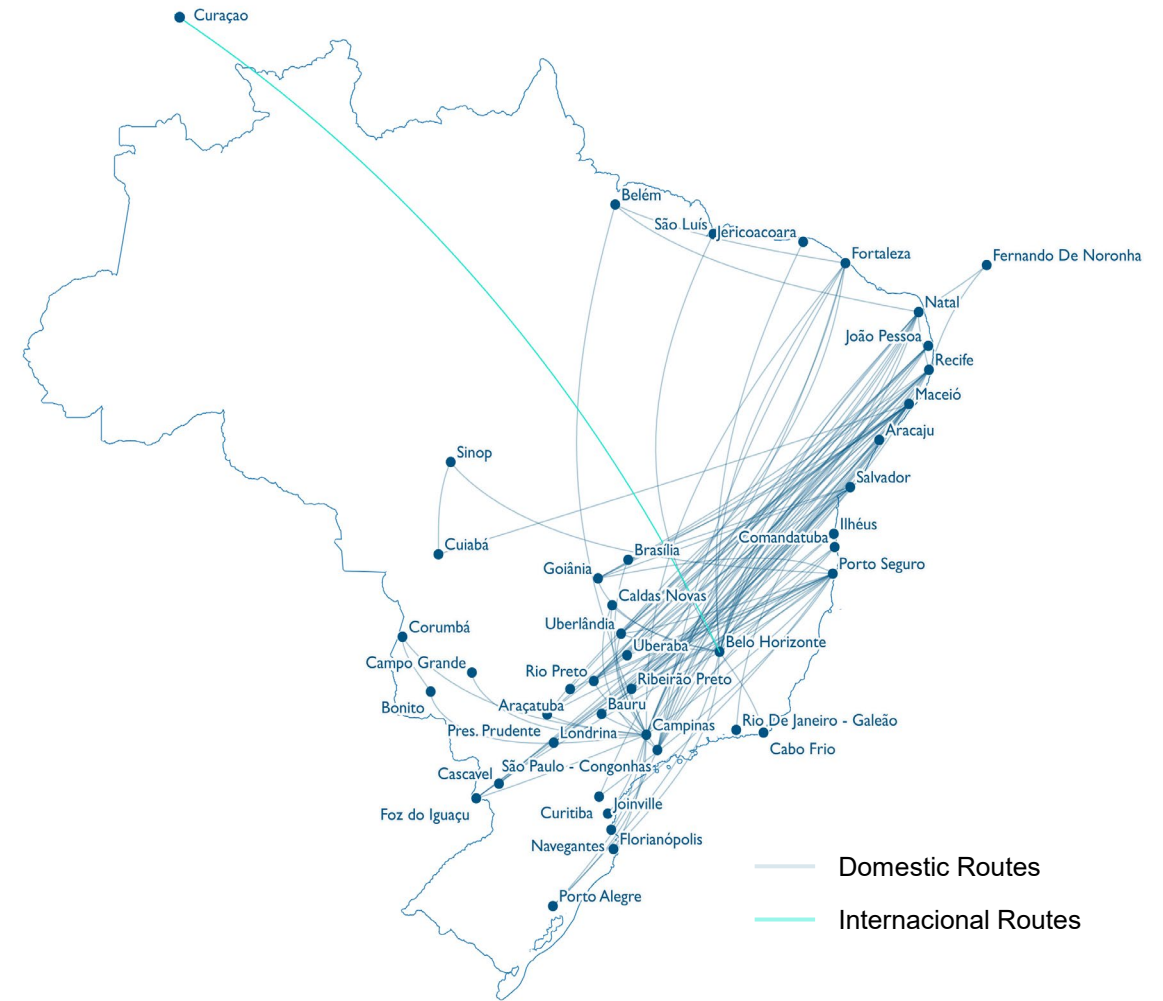 Curaçao
Belém
São Luís
Jericoacoara
Fortaleza
Fernando De Noronha
Natal
João Pessoa
Recife
Maceió
Aracaju
Sinop
Salvador
Ilhéus
Comandatuba
Cuiabá
Brasília
Goiânia
Porto Seguro
Caldas Novas
Uberlândia
Corumbá
Belo Horizonte
Uberaba
Campo Grande
Rio Preto
Ribeirão Preto
Bonito
Araçatuba
Bauru
Rio De Janeiro - Galeão
Campinas
Pres. Prudente
Londrina
Cabo Frio
São Paulo - Congonhas
Cascavel
Joinville
Foz do Iguaçu
Curitiba
Florianópolis
Navegantes
Domestic Routes
Porto Alegre
Internacional Routes